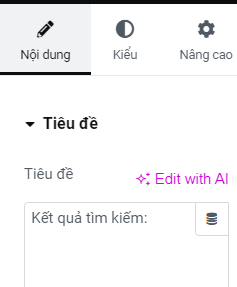 Nội dung Kiểu Nâng cao
Tiêu đề
Tiêu đề Edit with AI
Kết quả tìm kiếm: